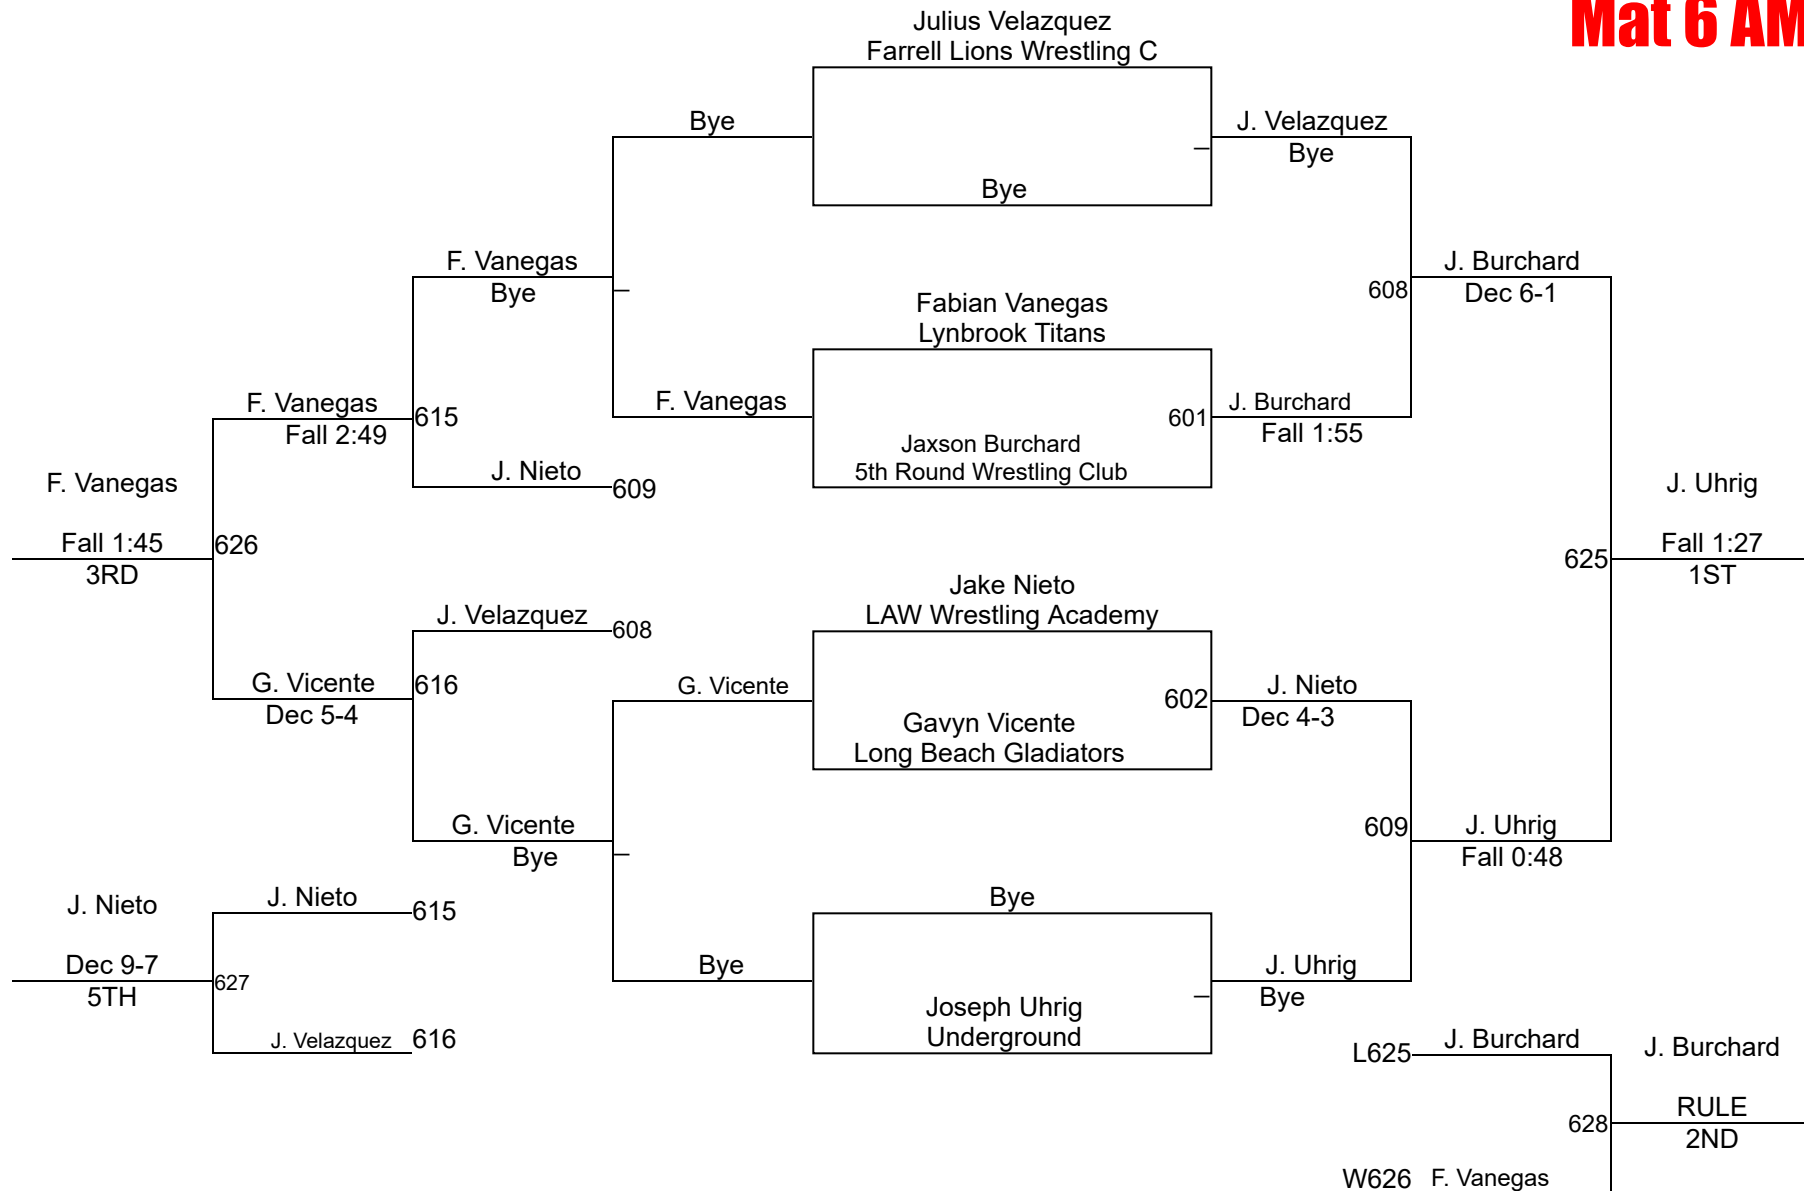 Mat 6 AM
Julius Velazquez
Farrell Lions Wrestling C
Bye
J. Velazquez
Bye
Bye
F. Vanegas
Bye
J. Burchard
608
Dec 6-1
Fabian Vanegas
Lynbrook Titans
F. Vanegas
Fall 2:49
615
F. Vanegas
601
J. Burchard
Fall 1:55
Jaxson Burchard
5th Round Wrestling Club
J. Nieto
609
F. Vanegas
Fall 1:45
3RD
626
J. Uhrig
625
Fall 1:27
1ST
Jake Nieto
LAW Wrestling Academy
J. Velazquez
608
G. Vicente
Dec 5-4
616
G. Vicente
602
J. Nieto
Dec 4-3
Gavyn Vicente
Long Beach Gladiators
G. Vicente
Bye
609
J. Uhrig
Fall 0:48
J. Nieto
J. Nieto
615
Bye
Dec 9-7
5TH
627
Bye
J. Uhrig
Bye
Joseph Uhrig
Underground
J. Velazquez
616
L625
J. Burchard
J. Burchard
628
RULE
2ND
W626
F. Vanegas